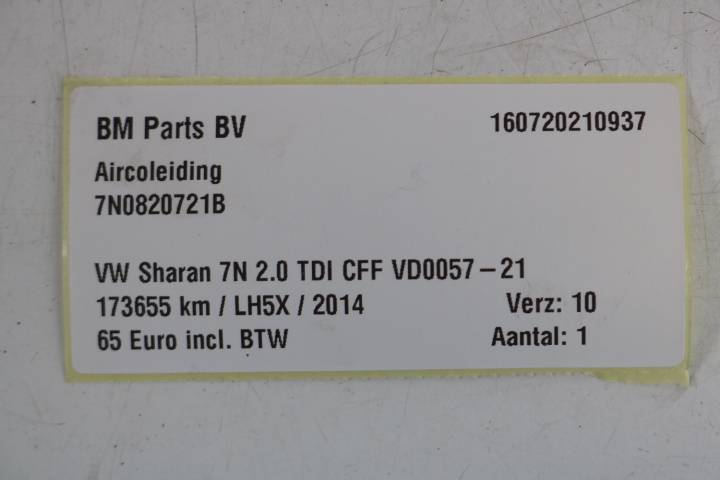 BM Parts BV 160720210937
Aircoleiding
7N0820721B
VW Sharan 7N 2.0 TDI CFF VD0057-21
173655 km / LH5X / 2014 Verz: 10
65 Euro incl. BTW Aantal: 1